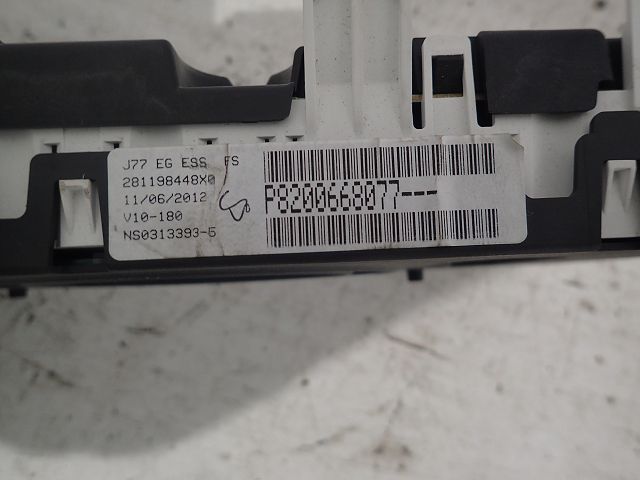 J77 EG ESS FS
281198448X0
11/06/2012
V10-180
NS0313393-5
P8200668077---